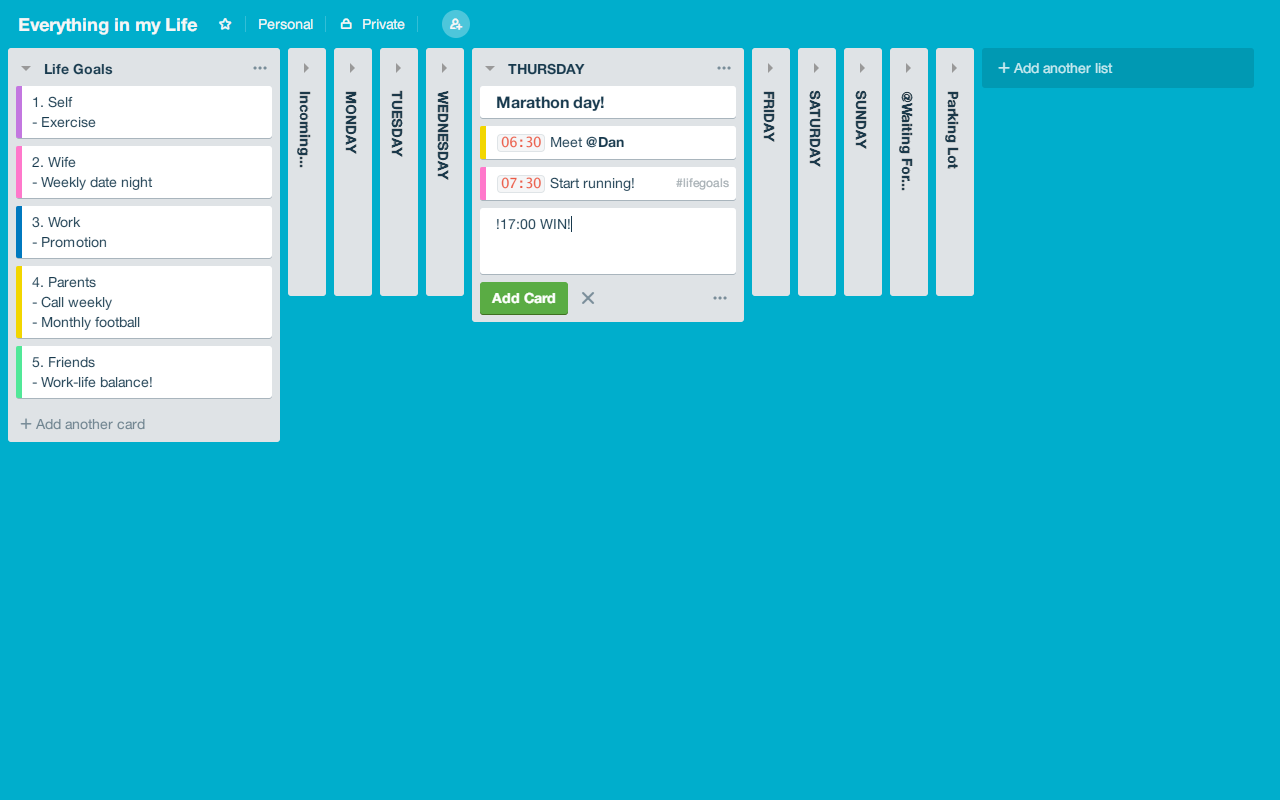 Everything in my Life
Personal
Private
Life Goals
1. Self
- Exercise
2. Wife
- Weekly date night
3. Work
- Promotion
4. Parents
- Call weekly
- Monthly football
5. Friends
- Work-life balance!
+ Add another card
Incoming...
MONDAY
TUESDAY
WEDNESDAY
THURSDAY
Marathon day!
06:30 Meet @Dan
07:30 Start running! #lifegoals
!17:00 WIN!
Add Card
FRIDAY
SATURDAY
SUNDAY
@Waiting For...
Parking Lot
+ Add another list